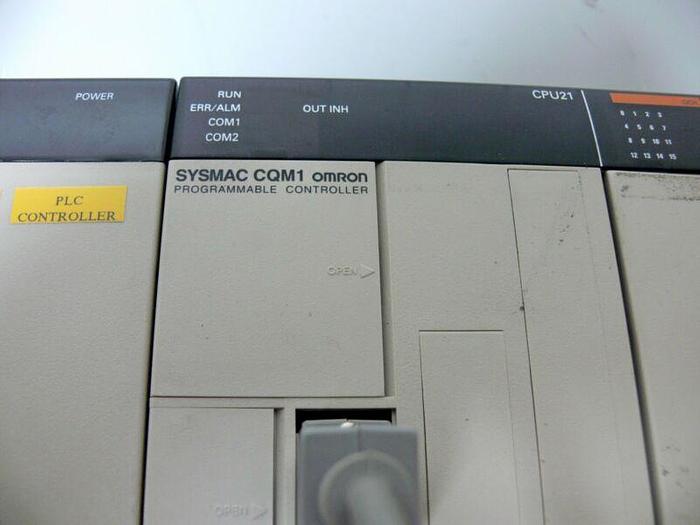 POWER
PLC
CONTROLLER
RUN
ERR/ALM
COM1
COM2
OUT INH
CPU21
SYSMAC CQM1 omron
PROGRAMMABLE CONTROLLER
OPEN
OPEN
0 1 2 3
4 5 6 7
8 9 10 11
12 13 14 15